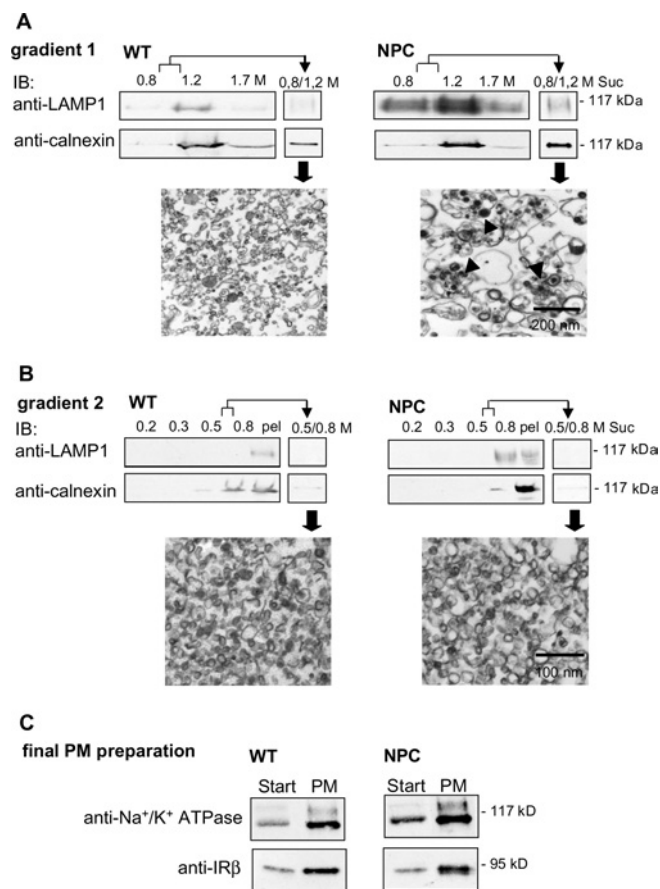 A
gradient 1 WT NPC
IB: 0.8 1.2 1.7 M 0,8/1,2 M 0.8 1.2 1.7 M 0,8/1,2 M Suc
anti-LAMP1 - 117 kDa
anti-calnexin - 117 kDa
200 nm
B
gradient 2 WT NPC
IB: 0.2 0.3 0.5 0.8 pel 0.5/0.8 M 0.2 0.3 0.5 0.8 pel 0.5/0.8 M Suc
anti-LAMP1 - 117 kDa
anti-calnexin - 117 kDa
100 nm
C
final PM preparation WT NPC
Start PM Start PM
anti-Na⁺/K⁺ ATPase - 117 kD
anti-IRβ - 95 kD